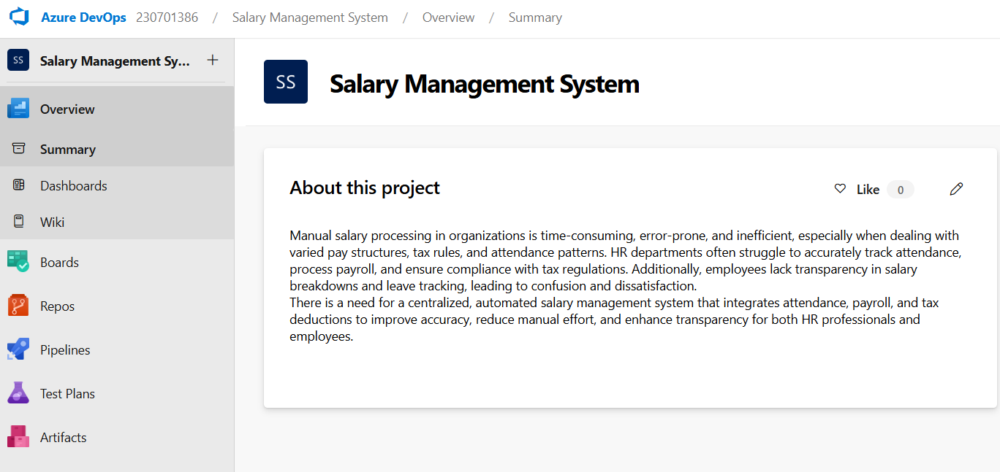 Azure DevOps 230701386 / Salary Management System / Overview / Summary
SS Salary Management Sy... +
Overview
Summary
Dashboards
Wiki
Boards
Repos
Pipelines
Test Plans
Artifacts
SS Salary Management System
About this project
Like 0
Manual salary processing in organizations is time-consuming, error-prone, and inefficient, especially when dealing with
varied pay structures, tax rules, and attendance patterns. HR departments often struggle to accurately track attendance,
process payroll, and ensure compliance with tax regulations. Additionally, employees lack transparency in salary
breakdowns and leave tracking, leading to confusion and dissatisfaction.
There is a need for a centralized, automated salary management system that integrates attendance, payroll, and tax
deductions to improve accuracy, reduce manual effort, and enhance transparency for both HR professionals and
employees.